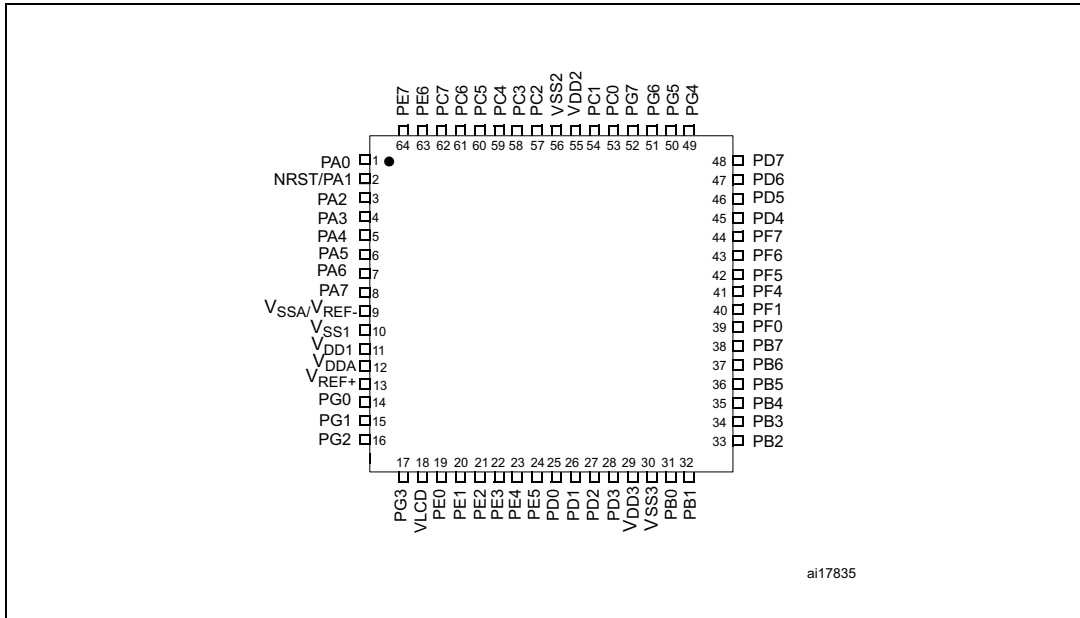 PE7 PE6 PC7 PC6 PC5 PC4 PC3 PC2 VSS2 VDD2 PC1 PC0 PG7 PG6 PG5 PG4
64 63 62 61 60 59 58 57 56 55 54 53 52 51 50 49
PA0 1 48 PD7
NRST/PA1 2 47 PD6
PA2 3 46 PD5
PA3 4 45 PD4
PA4 5 44 PF7
PA5 6 43 PF6
PA6 7 42 PF5
PA7 8 41 PF4
VSSA/VREF- 9 40 PF1
VSS1 10 39 PF0
VDD1 11 38 PB7
VDDA 12 37 PB6
VREF+ 13 36 PB5
PG0 14 35 PB4
PG1 15 34 PB3
PG2 16 33 PB2
17 18 19 20 21 22 23 24 25 26 27 28 29 30 31 32
PG3 VLCD PE0 PE1 PE2 PE3 PE4 PE5 PD0 PD1 PD2 PD3 VDD3 VSS3 PB0 PB1
ai17835